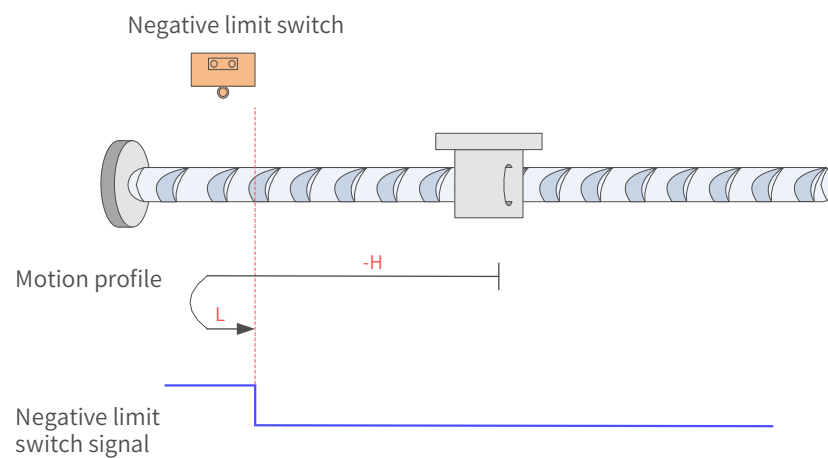 Negative limit switch
-H
Motion profile
L
Negative limit
switch signal